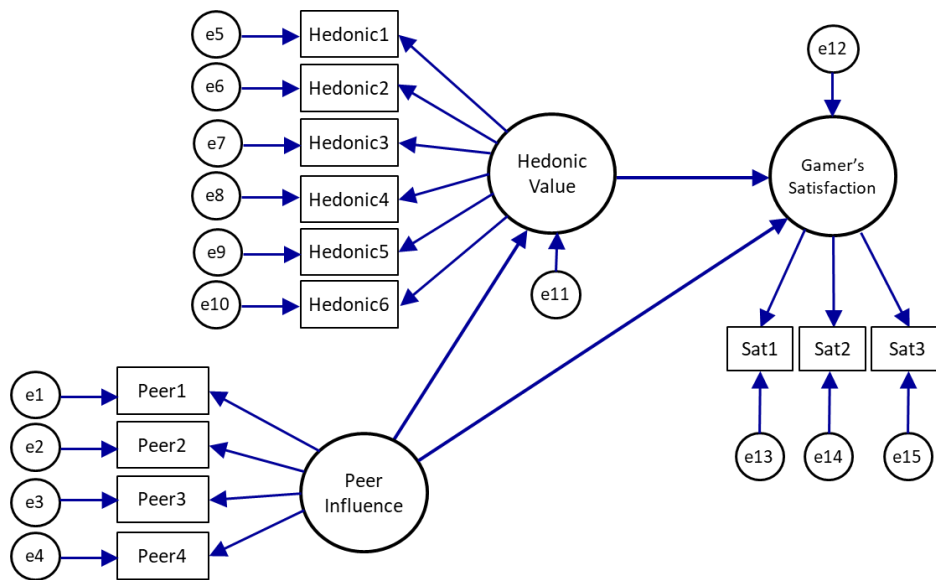 e5
Hedonic1
e12
e6
Hedonic2
e7
Hedonic3
Hedonic
Value
Gamer's
Satisfaction
e8
Hedonic4
e9
Hedonic5
e10
Hedonic6
e11
Sat1
Sat2
Sat3
e1
Peer1
e2
Peer2
e13
e14
e15
e3
Peer3
Peer
Influence
e4
Peer4